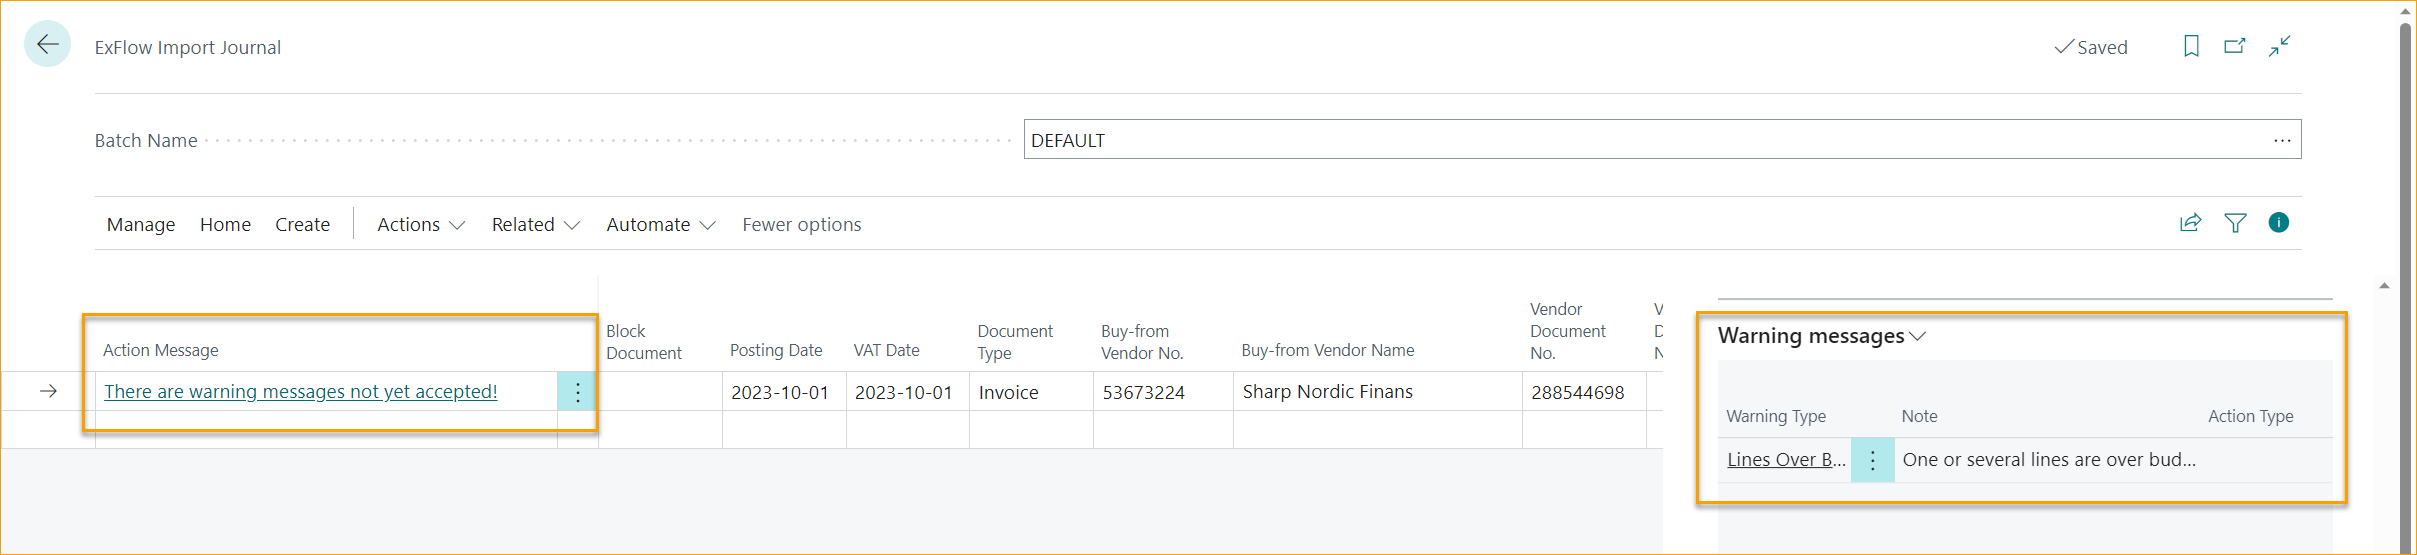 ExFlow Import Journal
Saved
Batch Name
DEFAULT
Manage Home Create Actions Related Automate Fewer options
Action Message
Block Document
Posting Date
VAT Date
Document Type
Buy-from Vendor No.
Buy-from Vendor Name
Vendor Document No.
V
D
N
There are warning messages not yet accepted!
2023-10-01
2023-10-01
Invoice
53673224
Sharp Nordic Finans
288544698
Warning messages
Warning Type Note Action Type
Lines Over B... One or several lines are over bud...